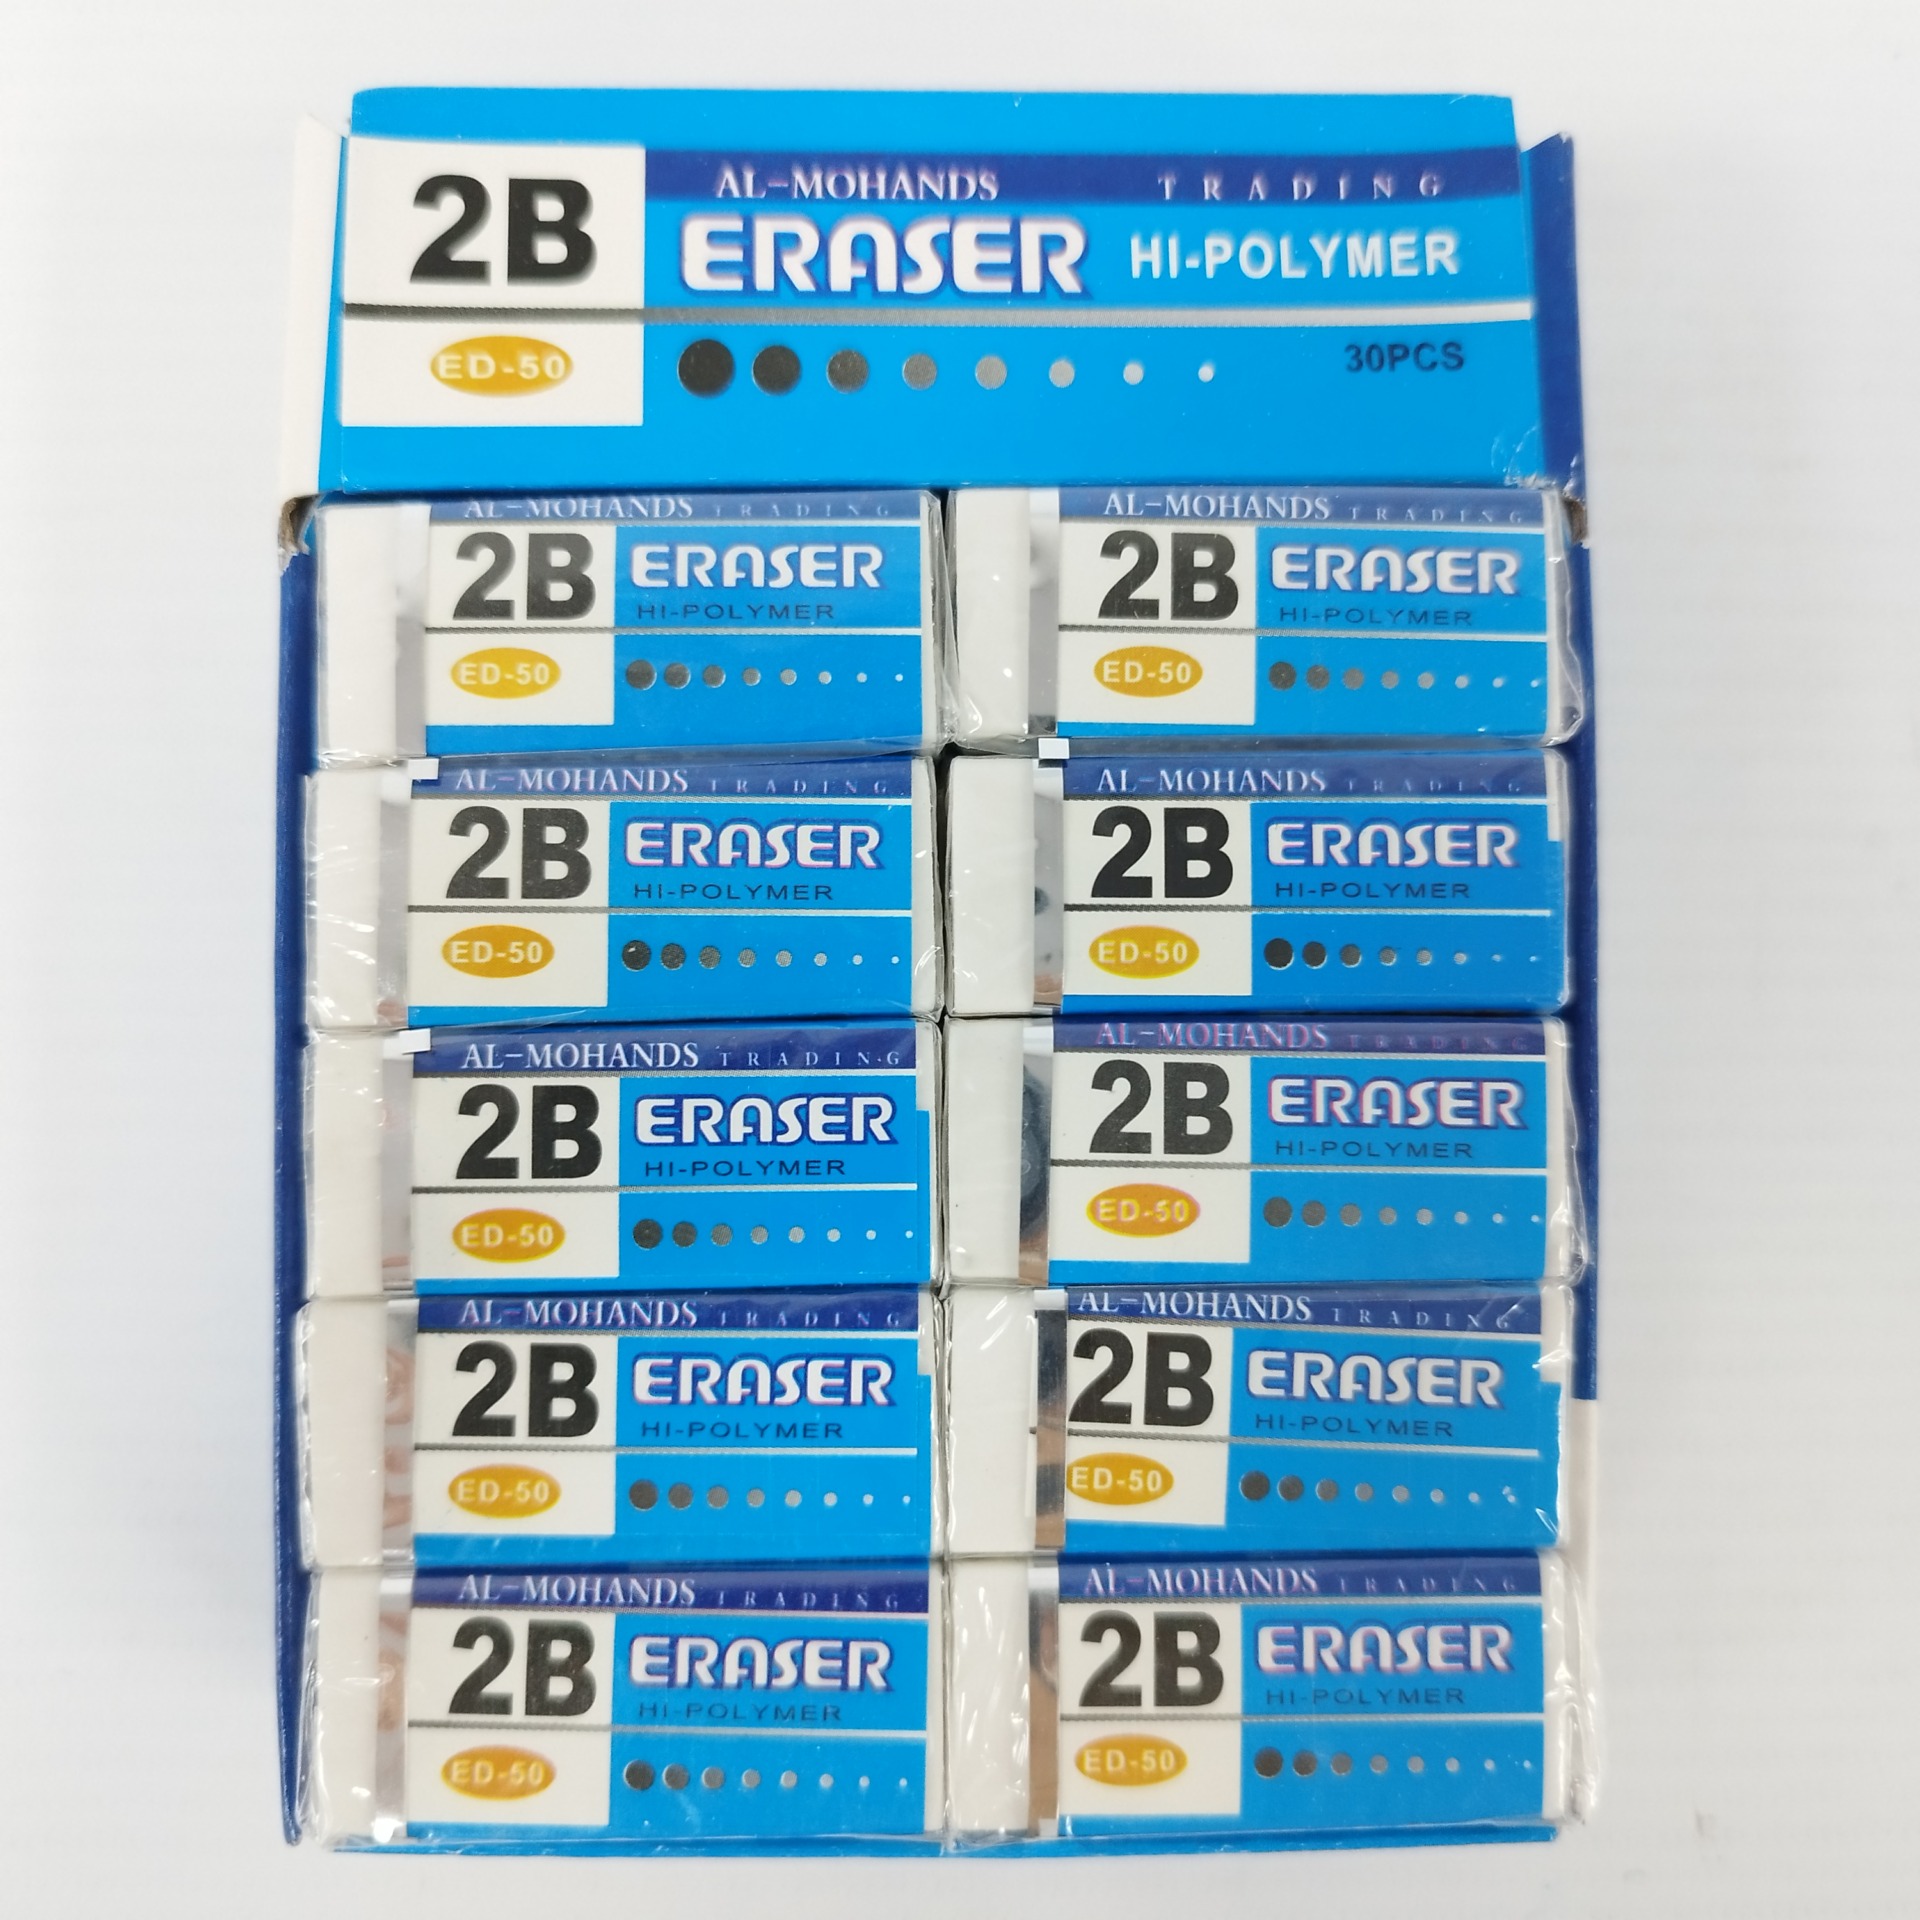 2B AL-MOHANDS TRADING
ERASER HI-POLYMER
ED-50 30PCS
AL-MOHANDS TRADING
2B ERASER
HI-POLYMER
ED-50
AL-MOHANDS TRADING
2B ERASER
HI-POLYMER
ED-50
AL-MOHANDS TRADING
2B ERASER
HI-POLYMER
ED-50
AL-MOHANDS TRADING
2B ERASER
HI-POLYMER
ED-50
AL-MOHANDS TRADING
2B ERASER
HI-POLYMER
ED-50
AL-MOHANDS TRADING
2B ERASER
HI-POLYMER
ED-50
AL-MOHANDS TRADING
2B ERASER
HI-POLYMER
ED-50
AL-MOHANDS TRADING
2B ERASER
HI-POLYMER
ED-50
AL-MOHANDS TRADING
2B ERASER
HI-POLYMER
ED-50
AL-MOHANDS TRADING
2B ERASER
HI-POLYMER
ED-50